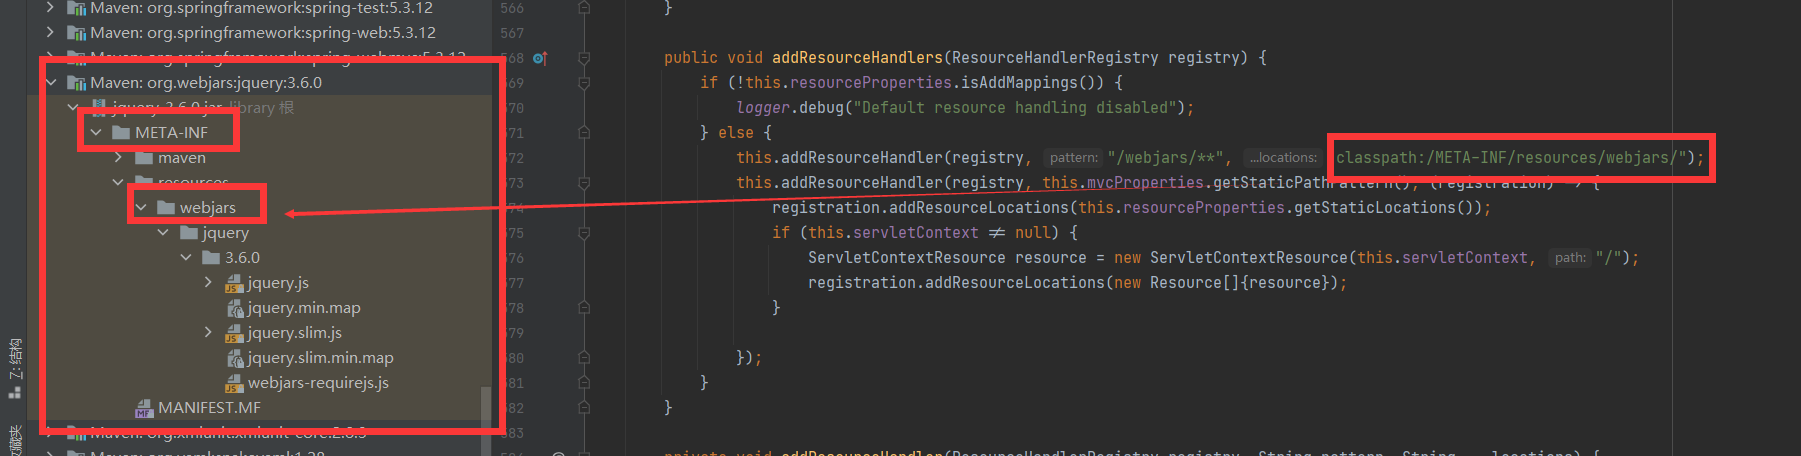 Maven: org.springframework:spring-test:5.3.12
Maven: org.springframework:spring-web:5.3.12
Maven: org.springframework:spring-webmvc:5.3.12
Maven: org.webjars:jquery:3.6.0
jquery-3.6.0.jar library 根
META-INF
maven
resources
webjars
jquery
3.6.0
jquery.js
jquery.min.map
jquery.slim.js
jquery.slim.min.map
webjars-requirejs.js
MANIFEST.MF
Maven: org.xmlunit:xmlunit-core:2.8.3
Z: 结构
收藏夹
566 }
567
568 public void addResourceHandlers(ResourceHandlerRegistry registry) {
569 if (!this.resourceProperties.isAddMappings()) {
570 logger.debug("Default resource handling disabled");
571 } else {
572 this.addResourceHandler(registry, pattern: "/webjars/**", ...locations: classpath:/META-INF/resources/webjars/");
573 this.addResourceHandler(registry, this.mvcProperties.getStaticPathPattern(), (registration) -> {
574 registration.addResourceLocations(this.resourceProperties.getStaticLocations());
575 if (this.servletContext ≠ null) {
576 ServletContextResource resource = new ServletContextResource(this.servletContext, path: "/");
577 registration.addResourceLocations(new Resource[]{resource});
578 }
579
580 });
581 }
582 }
583
private void addResourceHandler(ResourceHandlerRegistry registry, String pattern, String... locations) {